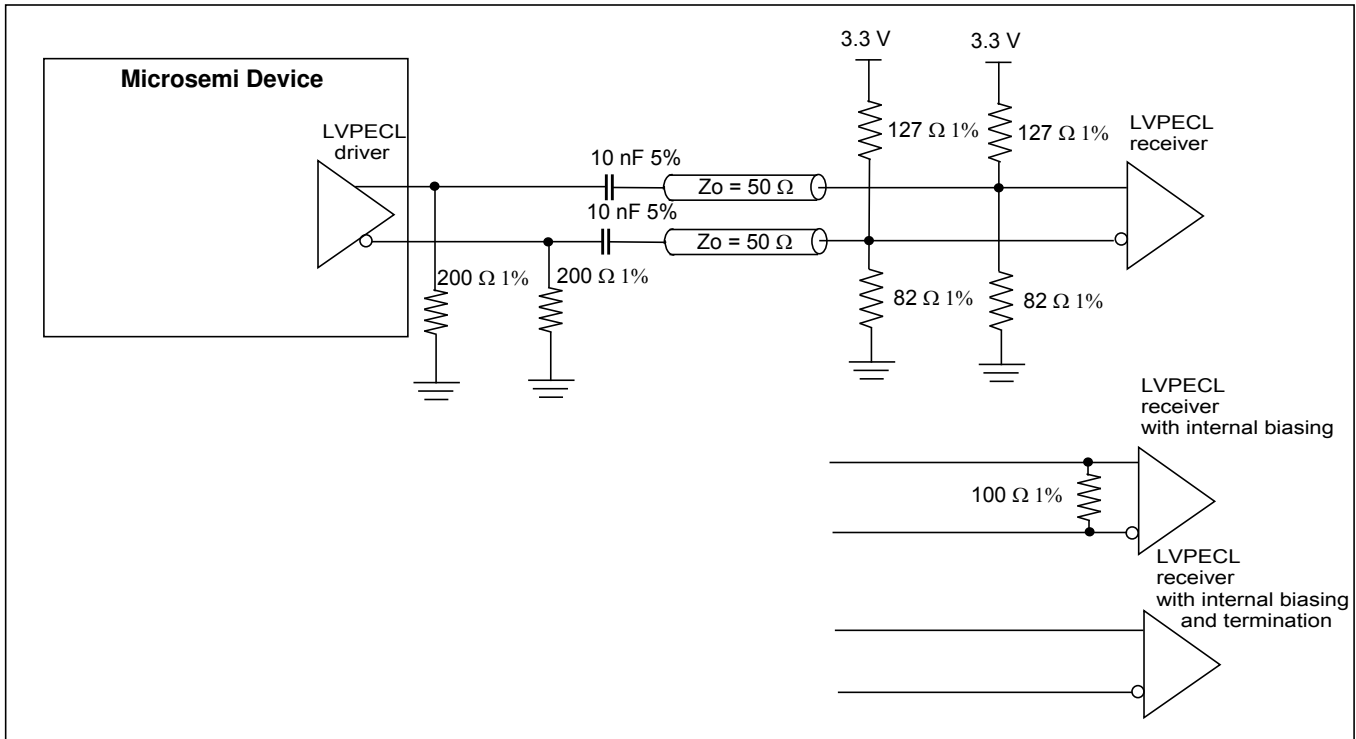 3.3 V
3.3 V
Microsemi Device
127 Ω 1%
127 Ω 1%
LVPECL
driver
LVPECL
receiver
10 nF 5%
Zo = 50 Ω
10 nF 5%
Zo = 50 Ω
200 Ω 1%
200 Ω 1%
82 Ω 1%
82 Ω 1%
LVPECL
receiver
with internal biasing
100 Ω 1%
LVPECL
receiver
with internal biasing
and termination